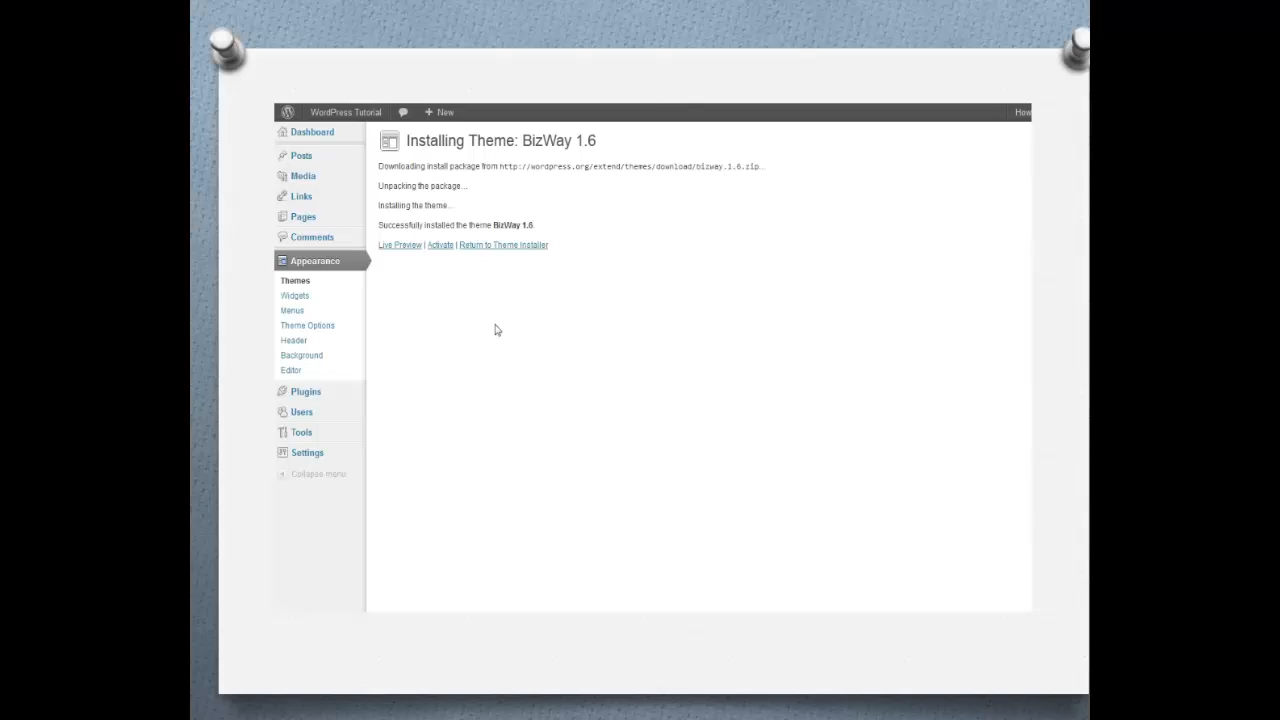 WordPress Tutorial
+ New
How
Dashboard
Posts
Media
Links
Pages
Comments
Appearance
Themes
Widgets
Menus
Theme Options
Header
Background
Editor
Plugins
Users
Tools
Settings
Collapse menu
Installing Theme: BizWay 1.6
Downloading install package from http://wordpress.org/extend/themes/download/bizway.1.6.zip…
Unpacking the package…
Installing the theme…
Successfully installed the theme BizWay 1.6.
Live Preview | Activate | Return to Theme Installer